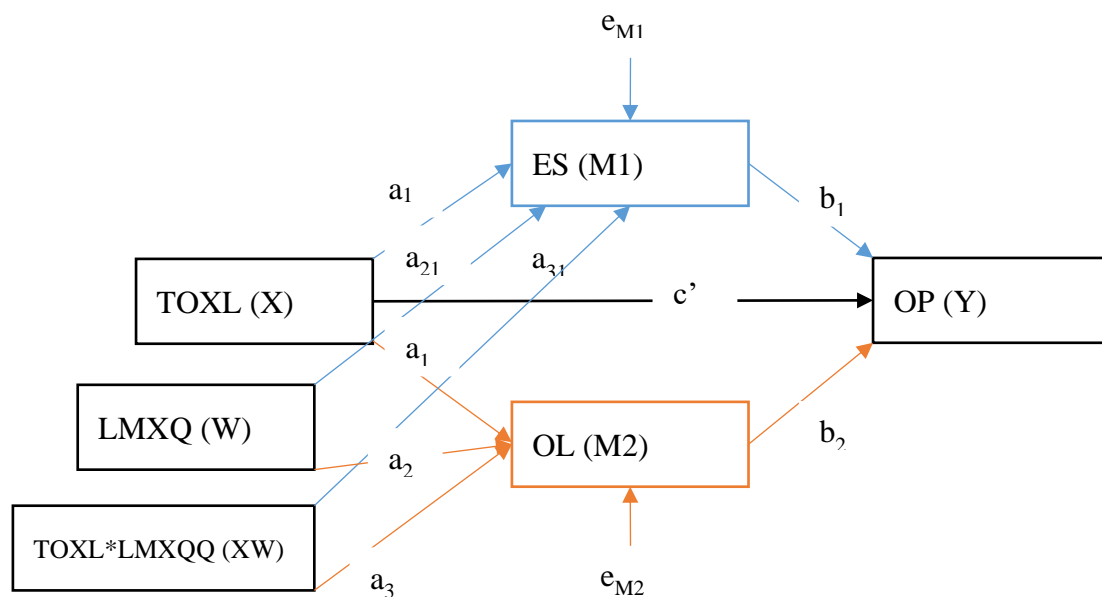 e_M1
ES (M1)
a_1
b_1
a_21
a_31
TOXL (X)
c’
OP (Y)
a_1
LMXQ (W)
OL (M2)
b_2
a_2
TOXL*LMXQQ (XW)
a_3
e_M2